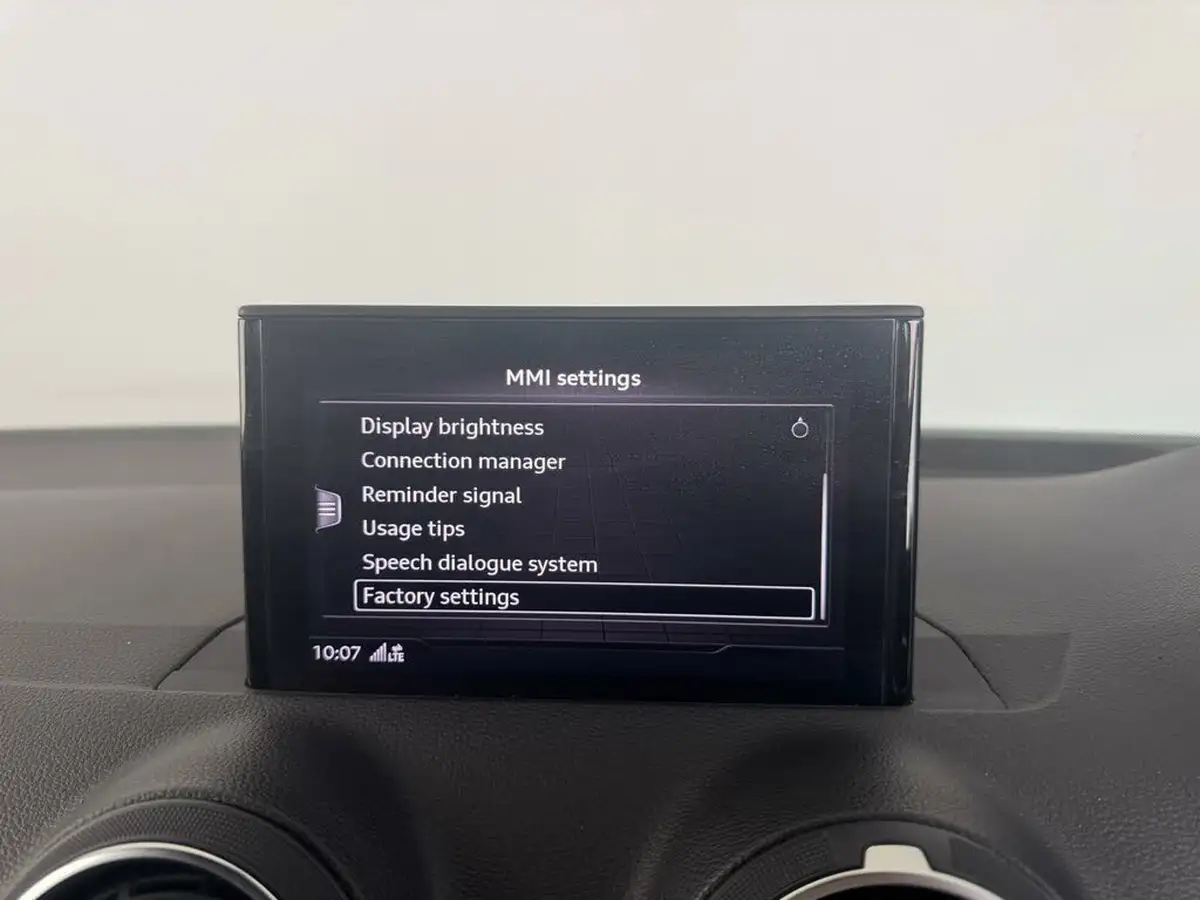 MMI settings
Display brightness
Connection manager
Reminder signal
Usage tips
Speech dialogue system
Factory settings
10:07 LTE